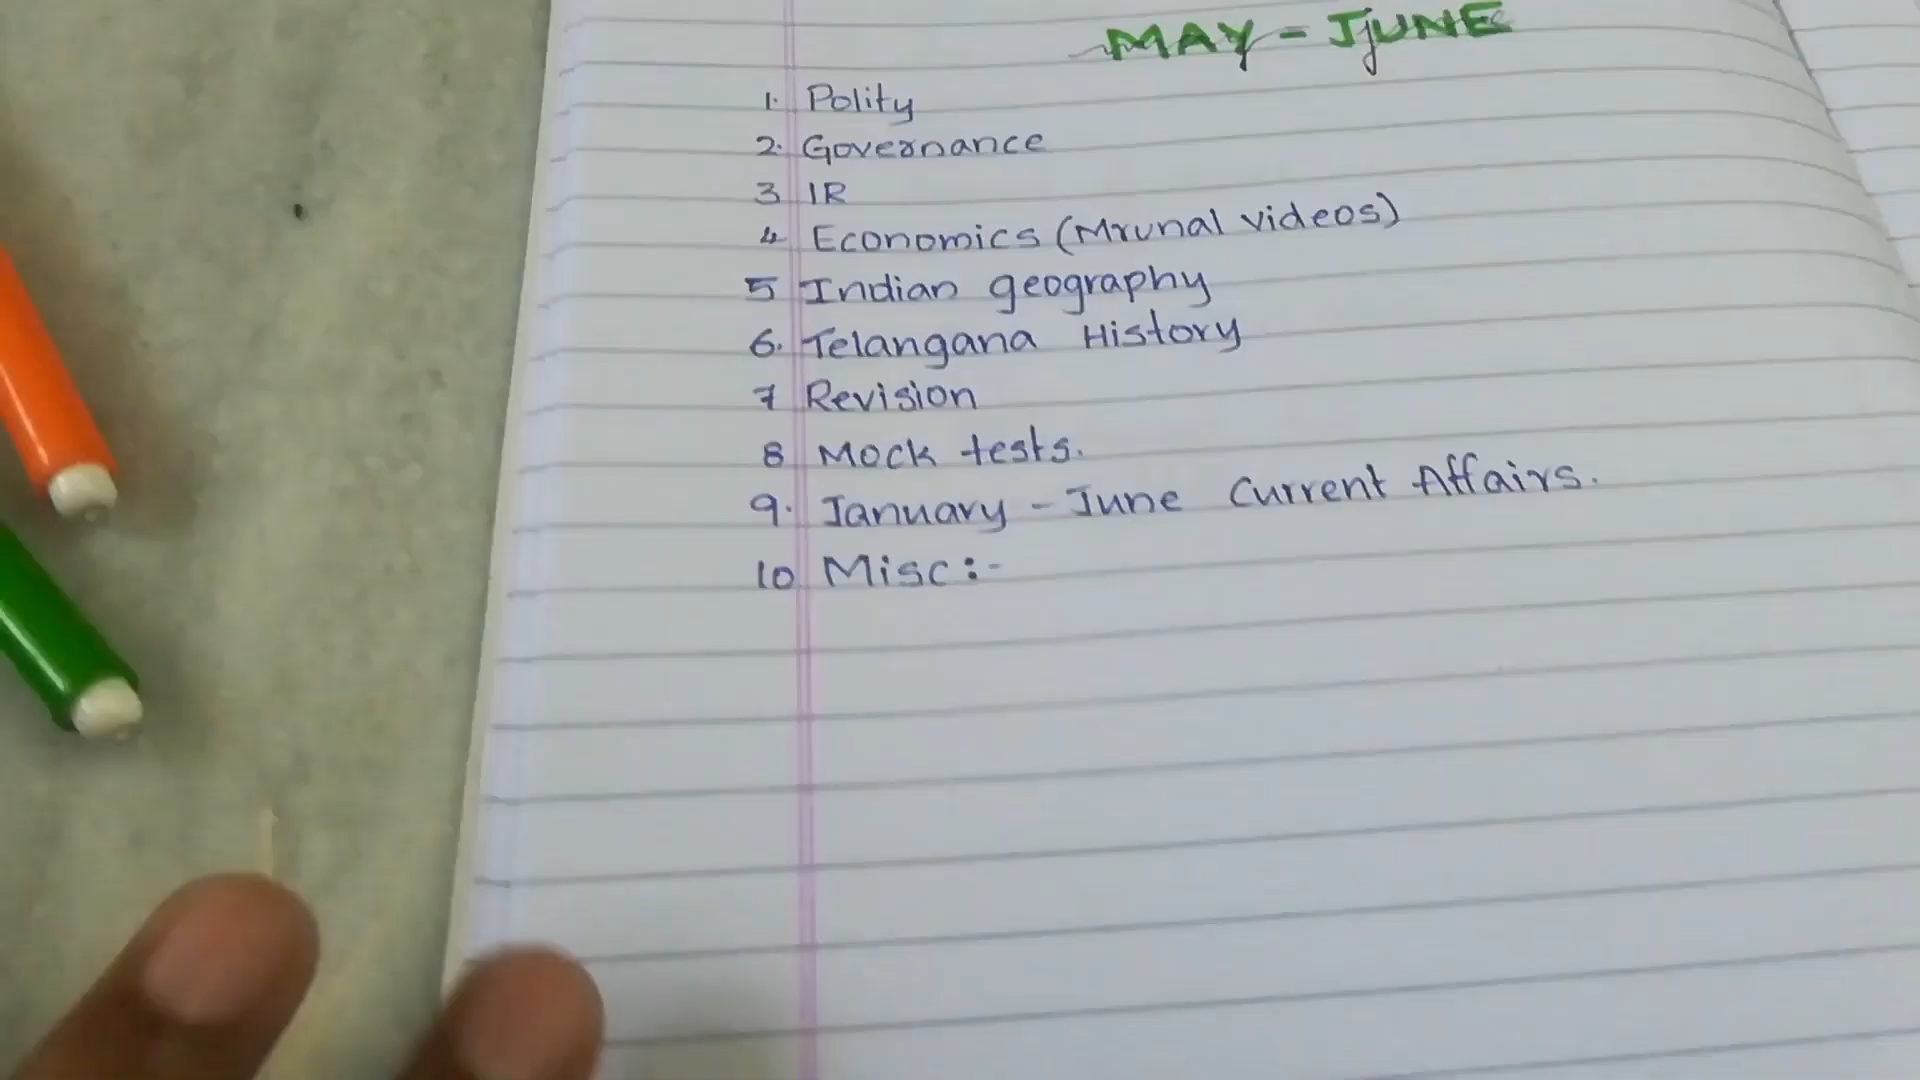 MAY - JUNE
1. Polity
2. Governance
3 IR
4 Economics (Mrunal videos)
5 Indian geography
6. Telangana History
7 Revision
8 Mock tests.
9. January - June Current Affairs.
10 Misc:-